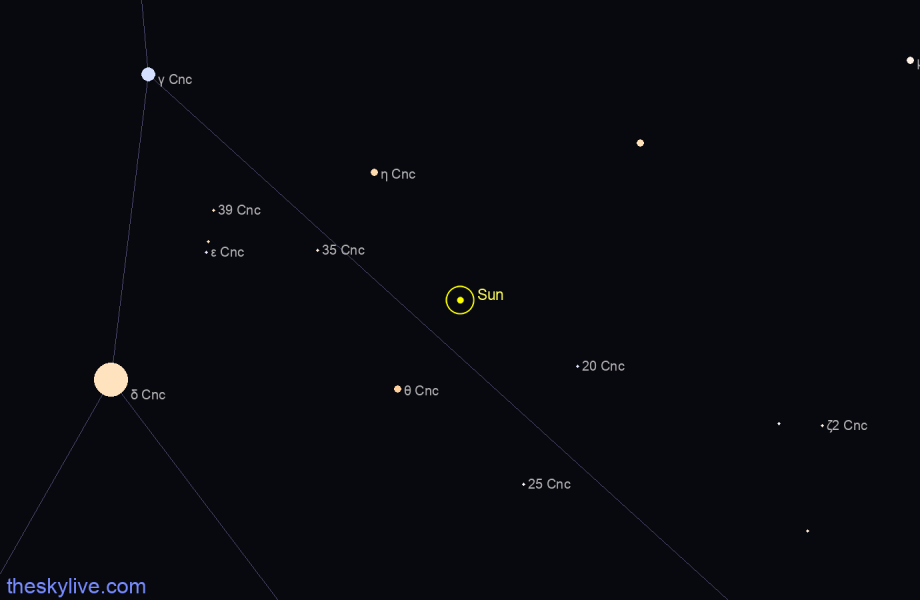 γ Cnc
η Cnc
39 Cnc
ε Cnc
35 Cnc
Sun
20 Cnc
δ Cnc
θ Cnc
ζ2 Cnc
25 Cnc
theskylive.com